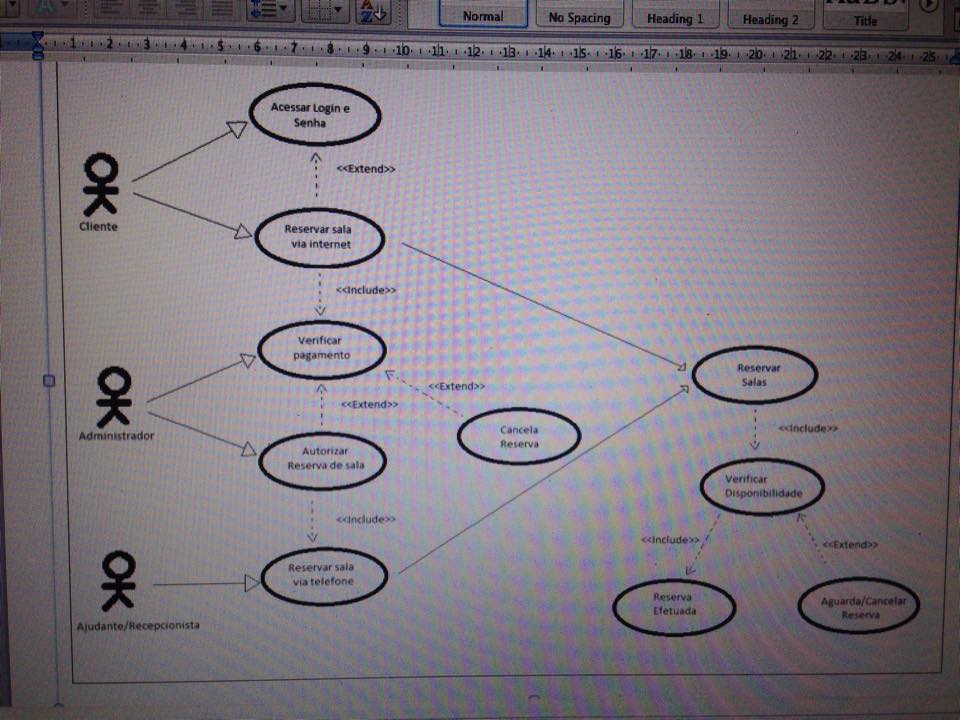 Normal
No Spacing
Heading 1
Heading 2
Title
1 2 3 4 5 6 7 8 9 10 11 12 13 14 15 16 17 18 19 20 21 22 23 24 25
Acessar Login e
Senha
<<Extend>>
Cliente
Reservar sala
via internet
<<Include>>
Verificar
pagamento
<<Extend>>
<<Extend>>
Administrador
Cancela
Reserva
Autorizar
Reserva de sala
<<Include>>
Reservar sala
via telefone
Ajudante/Recepcionista
Reservar
Salas
<<Include>>
Verificar
Disponibilidade
<<Include>>
<<Extend>>
Reserva
Efetuada
Aguarda/Cancelar
Reserva